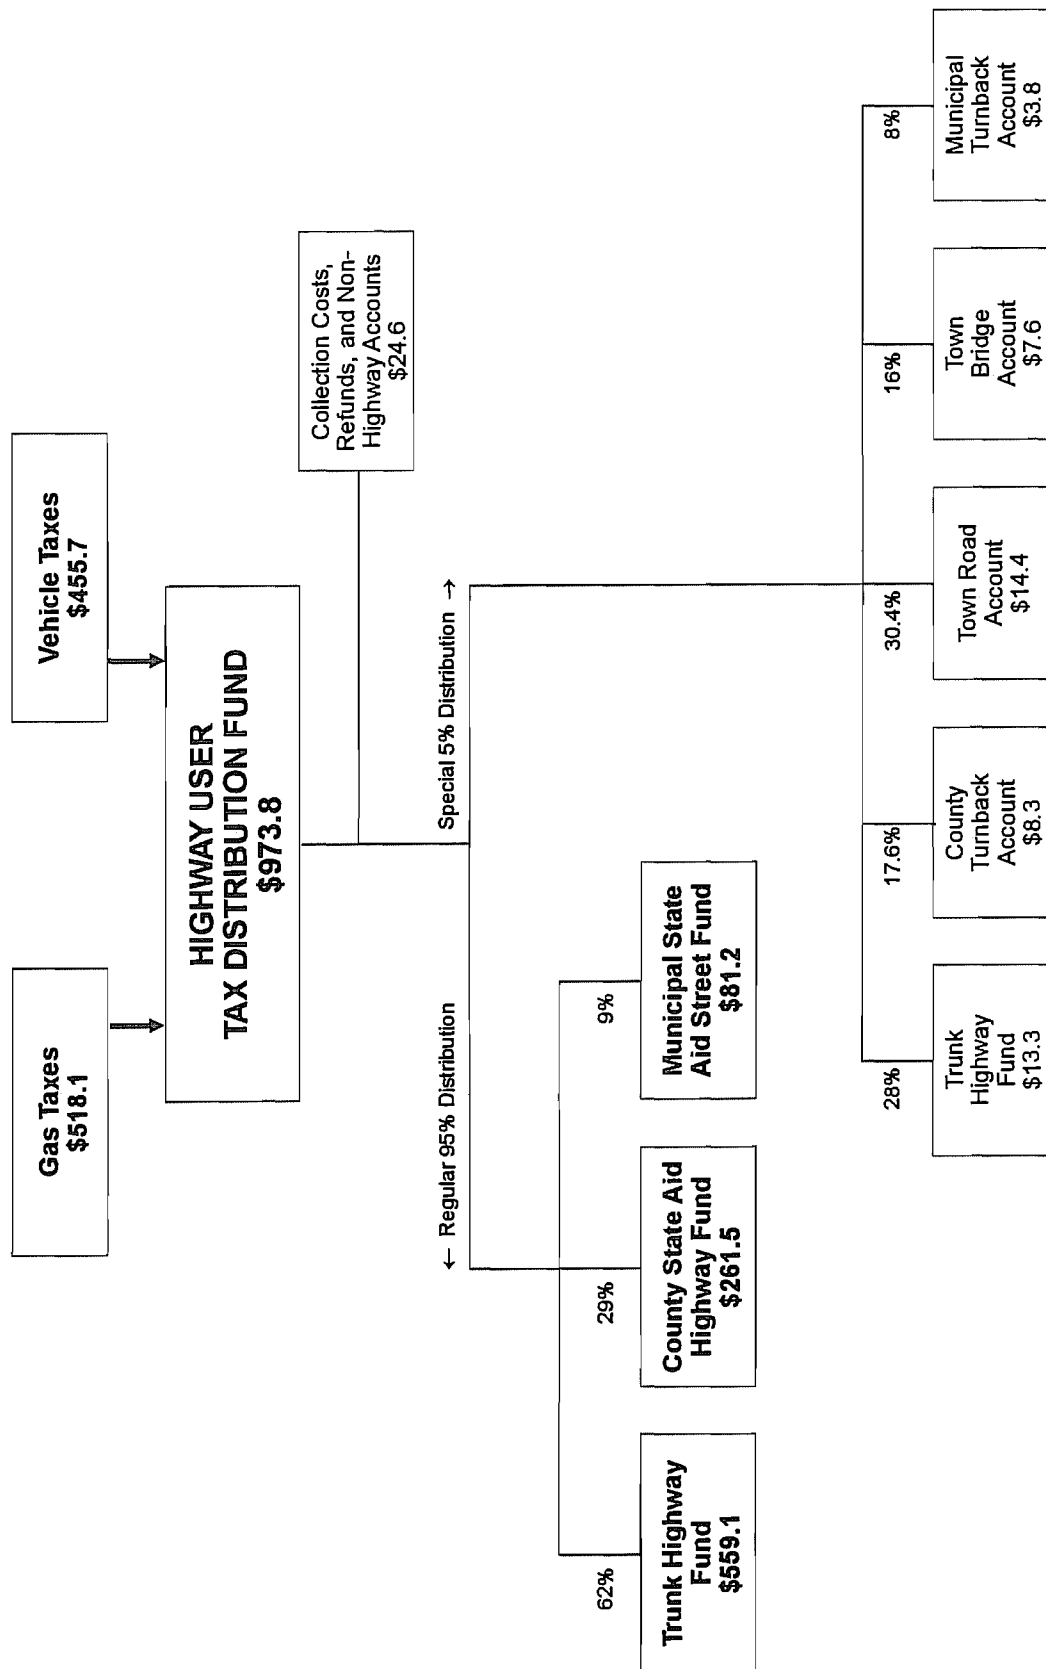 Gas Taxes
$518.1
Vehicle Taxes
$455.7
HIGHWAY USER
TAX DISTRIBUTION FUND
$973.8
Collection Costs,
Refunds, and Non-
Highway Accounts
$24.6
← Regular 95% Distribution
Special 5% Distribution →
62%
29%
9%
Trunk Highway
Fund
$559.1
County State Aid
Highway Fund
$261.5
Municipal State
Aid Street Fund
$81.2
28%
17.6%
30.4%
16%
8%
Trunk
Highway
Fund
$13.3
County
Turnback
Account
$8.3
Town Road
Account
$14.4
Town
Bridge
Account
$7.6
Municipal
Turnback
Account
$3.8